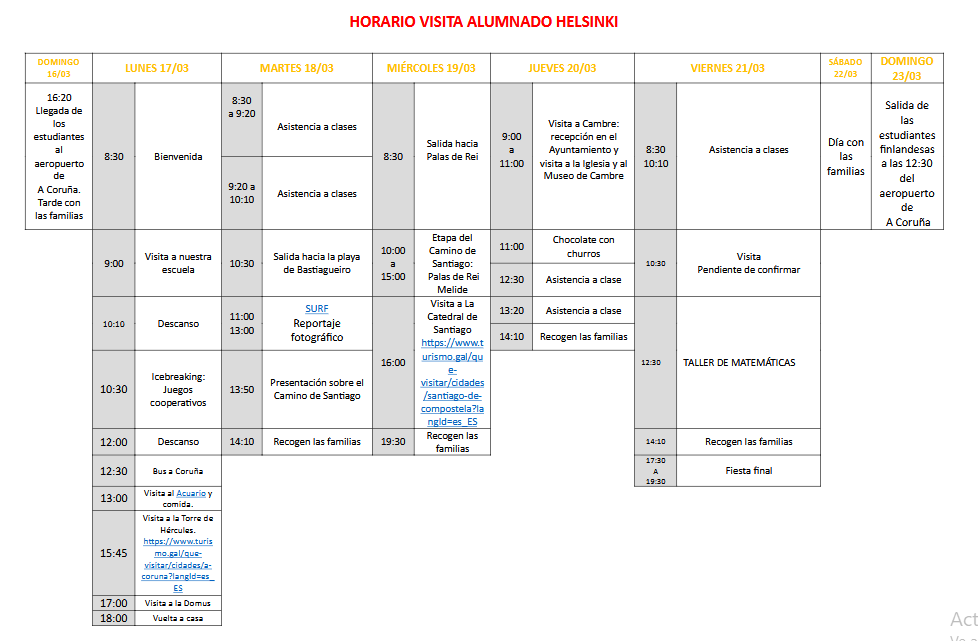 HORARIO VISITA ALUMNADO HELSINKI
DOMINGO
16/03
LUNES 17/03
MARTES 18/03
MIÉRCOLES 19/03
JUEVES 20/03
VIERNES 21/03
SÁBADO
22/03
DOMINGO
23/03
16:20
Llegada de
los
estudiantes
al
aeropuerto
de
A Coruña.
Tarde con
las familias
8:30
Bienvenida
8:30
a 9:20
Asistencia a clases
9:20 a
10:10
Asistencia a clases
8:30
Salida hacia
Palas de Rei
9:00
a
11:00
Visita a Cambre:
recepción en el
Ayuntamiento y
visita a la Iglesia y al
Museo de Cambre
8:30
10:10
Asistencia a clases
Día con
las
familias
Salida de
las
estudiantes
finlandesas
a las 12:30
del
aeropuerto
de
A Coruña
9:00
Visita a nuestra
escuela
10:30
Salida hacia la playa
de Bastiagueiro
10:00
a
15:00
Etapa del
Camino de
Santiago:
Palas de Rei
Melide
11:00
Chocolate con
churros
12:30
Asistencia a clase
10:30
Visita
Pendiente de confirmar
10:10
Descanso
11:00
13:00
SURF
Reportaje
fotográfico
16:00
Visita a La
Catedral de
Santiago
https://www.t
urismo.gal/qu
e-
visitar/cidades
/santiago-de-
compostela?la
ngId=es_ES
13:20
Asistencia a clase
14:10
Recogen las familias
12:30
TALLER DE MATEMÁTICAS
10:30
Icebreaking:
Juegos
cooperativos
13:50
Presentación sobre el
Camino de Santiago
12:00
Descanso
14:10
Recogen las familias
19:30
Recogen las
familias
14:10
Recogen las familias
12:30
Bus a Coruña
17:30
A
19:30
Fiesta final
13:00
Visita al Acuario y
comida.
15:45
Visita a la Torre de
Hércules.
https://www.turis
mo.gal/que-
visitar/cidades/a-
coruna?langId=es_
ES
17:00
Visita a la Domus
18:00
Vuelta a casa
Act